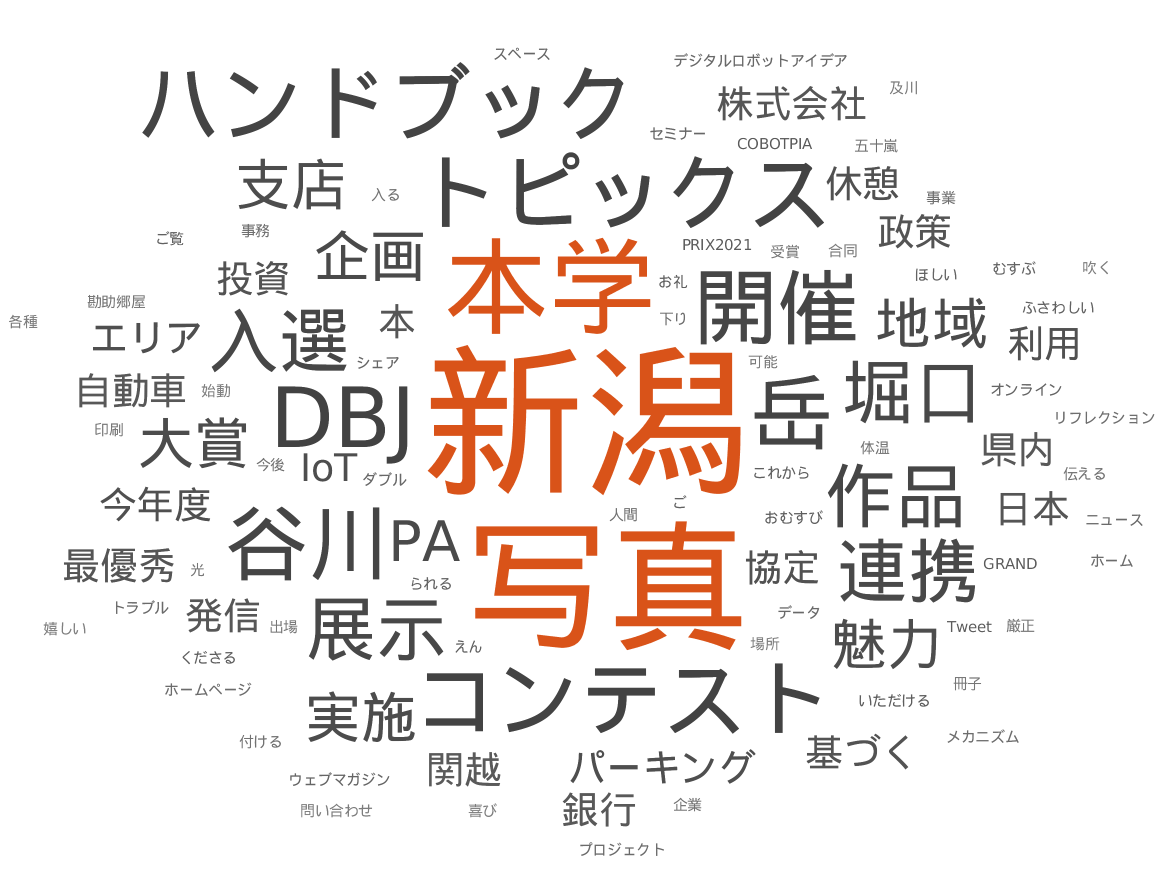 スペース
デジタルロボットアイデア
ハンドブック
株式会社
及川
セミナー
COBOTPIA
五十嵐
支店
入る
トピックス
休憩
事業
ご覧
事務
企画
本学
PRIX2021
受賞
合同
政策
投資
お礼
開催
ほしい
むすぶ
吹く
勘助郷屋
各種
エリア
入選
本
下り
地域
ふさわしい
利用
シェア
新潟
可能
自動車
始動
DBJ
岳
堀口
オンライン
リフレクション
印刷
大賞
今後
IoT
ダブル
これから
体温
県内
伝える
今年度
谷川
PA
人間
ご
おむすび
作品
日本
ニュース
写真
最優秀
光
られる
協定
連携
GRAND
ホーム
トラブル
発信
出場
展示
えん
データ
嬉しい
場所
魅力
Tweet
厳正
くださる
ホームページ
実施
コンテスト
いただける
冊子
付ける
関越
パーキング
基づく
メカニズム
ウェブマガジン
問い合わせ
喜び
銀行
企業
プロジェクト